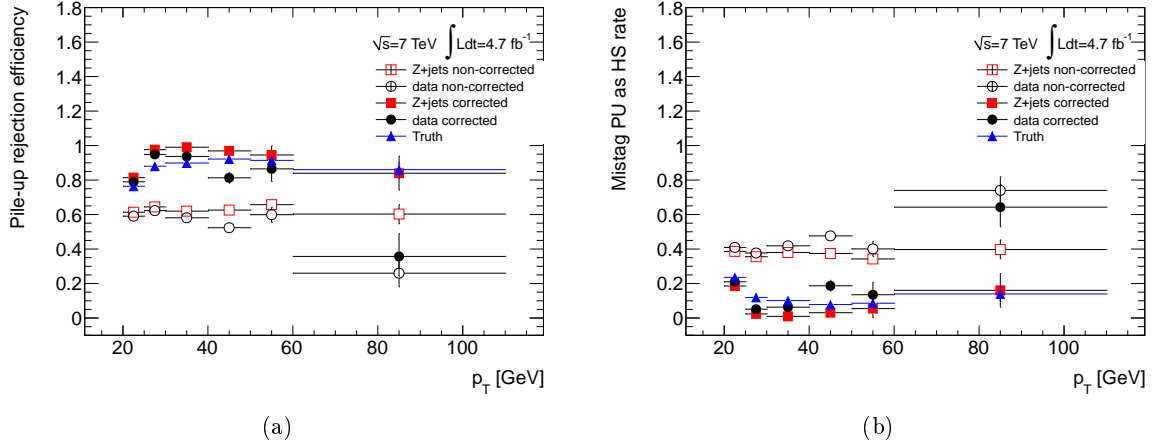 Pile-up rejection efficiency
1.8
1.6
1.4
1.2
1
0.8
0.6
0.4
0.2
0
√s=7 TeV ∫ Ldt=4.7 fb⁻¹
Z+jets non-corrected
data non-corrected
Z+jets corrected
data corrected
Truth
20 40 60 80 100
p_T [GeV]
(a)
Mistag PU as HS rate
1.8
1.6
1.4
1.2
1
0.8
0.6
0.4
0.2
0
√s=7 TeV ∫ Ldt=4.7 fb⁻¹
Z+jets non-corrected
data non-corrected
Z+jets corrected
data corrected
Truth
20 40 60 80 100
p_T [GeV]
(b)